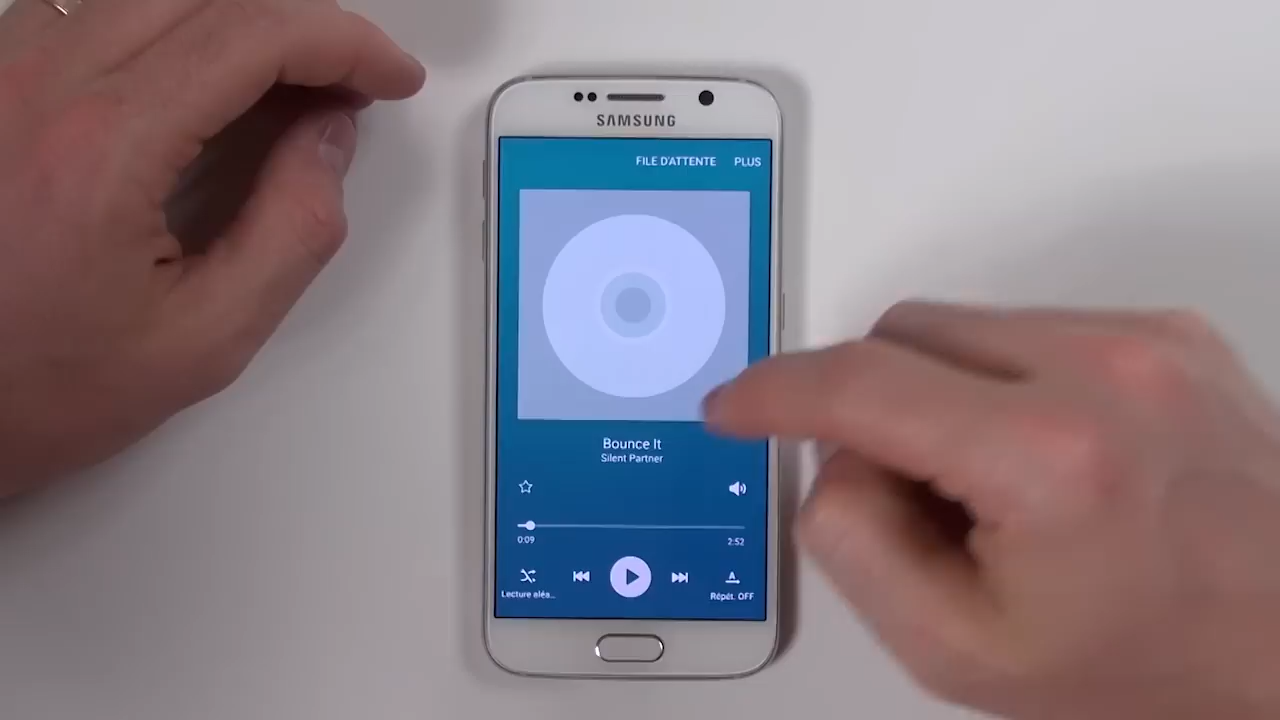 SAMSUNG
FILE D'ATTENTE PLUS
Bounce It
Silent Partner
0:09 2:52
Lecture aléa... Répét. OFF